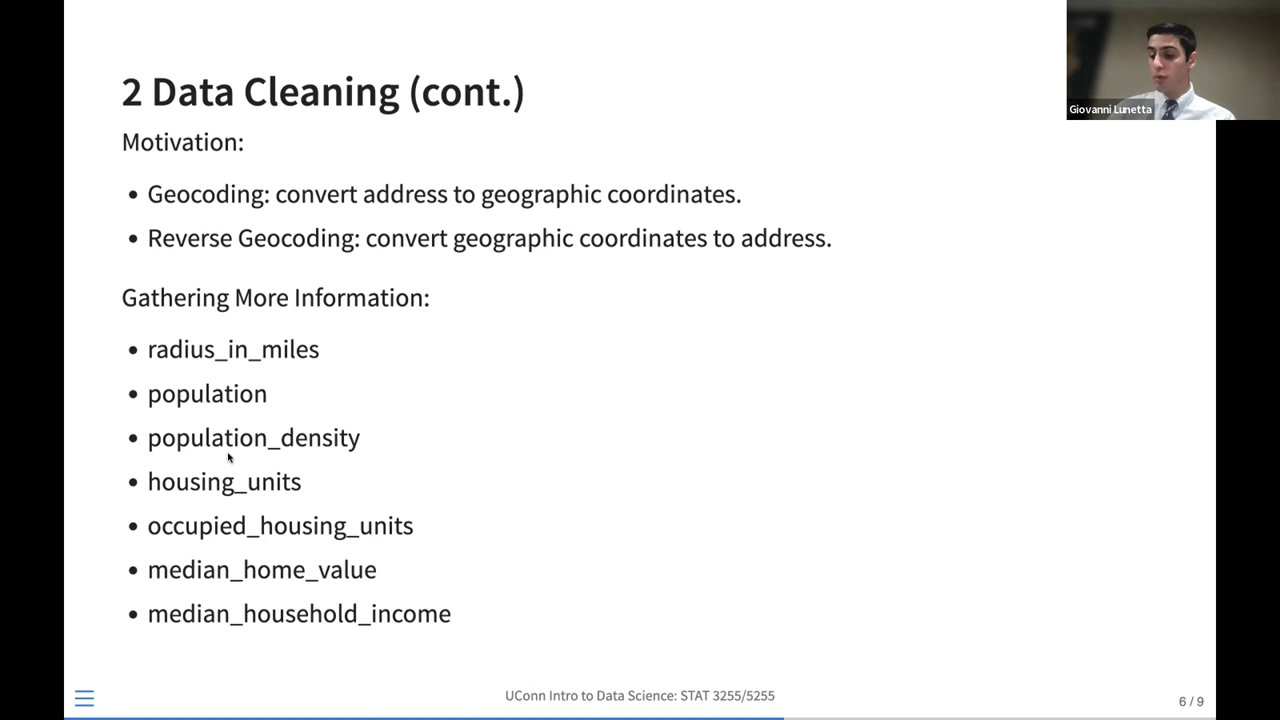 2 Data Cleaning (cont.)
Giovanni Lunetta
Motivation:
• Geocoding: convert address to geographic coordinates.
• Reverse Geocoding: convert geographic coordinates to address.
Gathering More Information:
• radius_in_miles
• population
• population_density
• housing_units
• occupied_housing_units
• median_home_value
• median_household_income
UConn Intro to Data Science: STAT 3255/5255
6 / 9